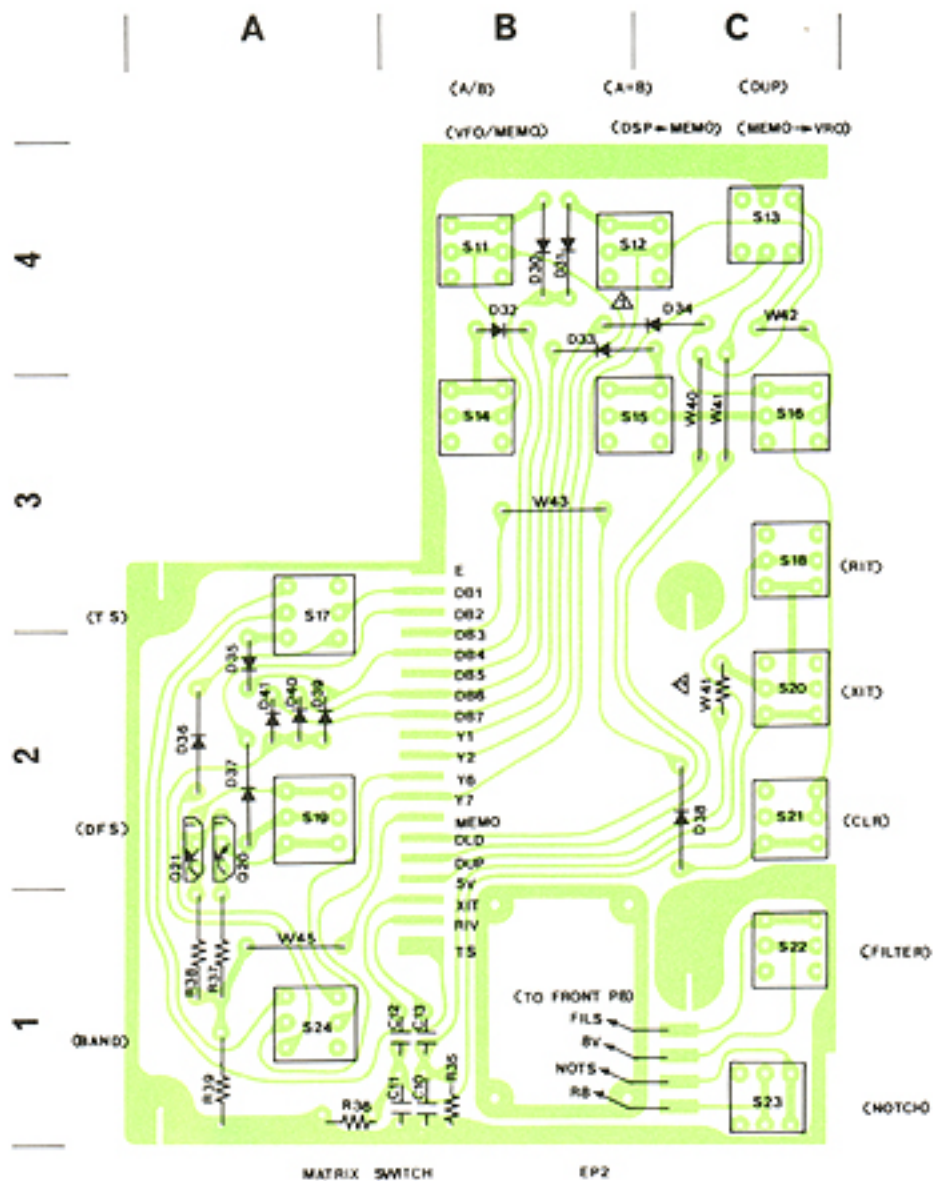 A B C
(A/B) (A=B) (DUP)
(VFO/MEMO) (DSP→MEMO) (MEMO→VRO)
4
S11
D30
D31
S12
S13
D32
D34
D33
W42
S14
S15
W40
W41
S16
3
W43
S18
(RIT)
(TS)
S17
E
DB1
DB2
DB3
DB4
DB5
DB6
DB7
Y1
Y2
Y6
Y7
MEMO
DLD
DUP
5V
XIT
RIV
TS
D35
D41
D40
D39
D36
D37
2
W41
S20
(XIT)
(DFS)
Q21
Q20
S19
D38
S21
(CLR)
R38
R37
W45
S22
(FILTER)
1
(BAND)
S24
C12
C13
(TO FRONT P8)
FILS
8V
NOTS
R8
R39
R36
C11
C10
R35
S23
(NOTCH)
MATRIX SWITCH EP2